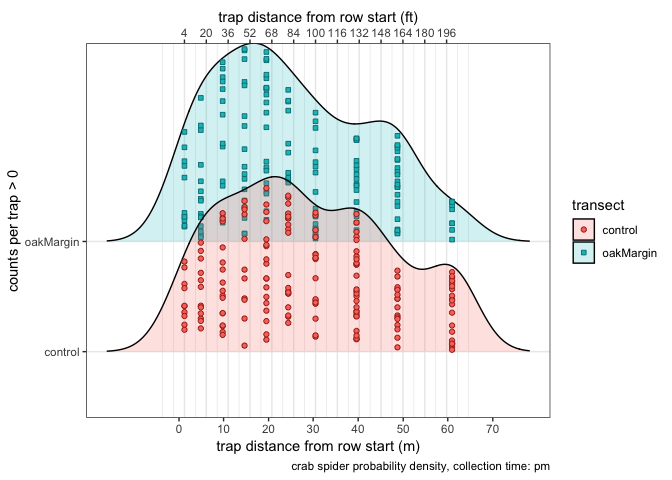 trap distance from row start (ft)
4 20 36 52 68 84 100 116 132 148 164 180 196
counts per trap > 0
oakMargin
control
transect
control
oakMargin
0 10 20 30 40 50 60 70
trap distance from row start (m)
crab spider probability density, collection time: pm